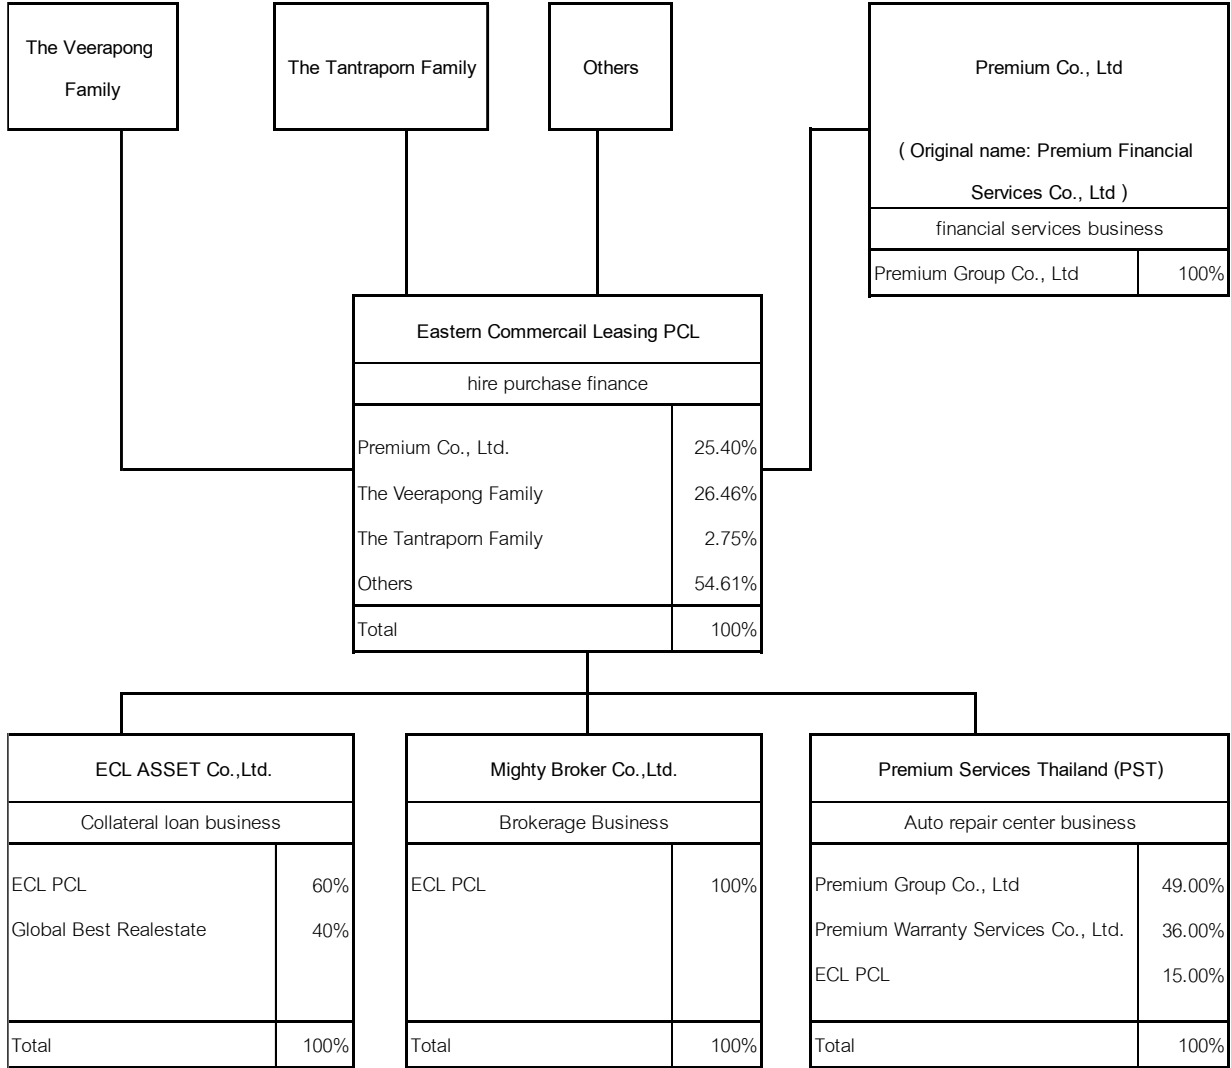 The Veerapong
Family
The Tantraporn Family
Others
Premium Co., Ltd
( Original name: Premium Financial
Services Co., Ltd )
financial services business
Premium Group Co., Ltd 100%
Eastern Commercail Leasing PCL
hire purchase finance
Premium Co., Ltd. 25.40%
The Veerapong Family 26.46%
The Tantraporn Family 2.75%
Others 54.61%
Total 100%
ECL ASSET Co.,Ltd.
Collateral loan business
ECL PCL 60%
Global Best Realestate 40%
Total 100%
Mighty Broker Co.,Ltd.
Brokerage Business
ECL PCL 100%
Total 100%
Premium Services Thailand (PST)
Auto repair center business
Premium Group Co., Ltd 49.00%
Premium Warranty Services Co., Ltd. 36.00%
ECL PCL 15.00%
Total 100%